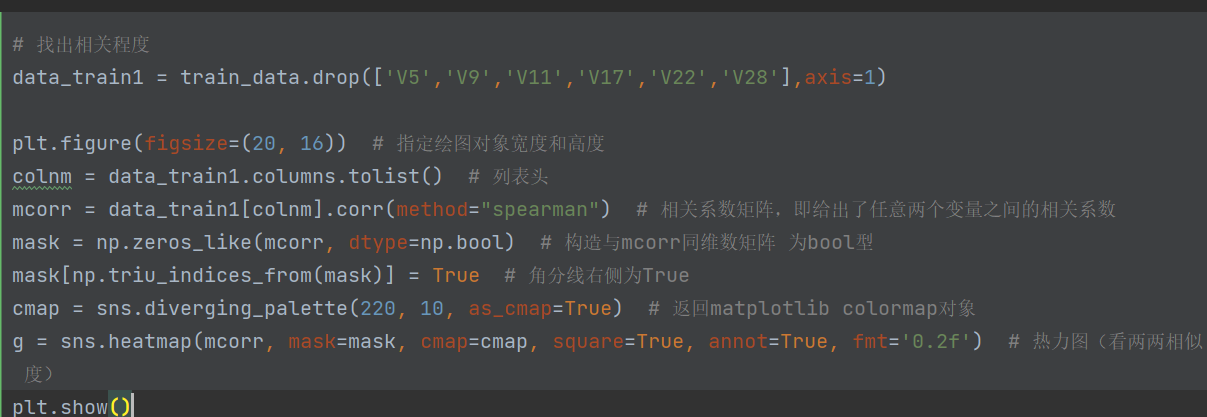 # 找出相关程度
data_train1 = train_data.drop(['V5','V9','V11','V17','V22','V28'],axis=1)
plt.figure(figsize=(20, 16))  # 指定绘图对象宽度和高度
colnm = data_train1.columns.tolist()  # 列表头
mcorr = data_train1[colnm].corr(method="spearman")  # 相关系数矩阵，即给出了任意两个变量之间的相关系数
mask = np.zeros_like(mcorr, dtype=np.bool)  # 构造与mcorr同维数矩阵 为bool型
mask[np.triu_indices_from(mask)] = True  # 角分线右侧为True
cmap = sns.diverging_palette(220, 10, as_cmap=True)  # 返回matplotlib colormap对象
g = sns.heatmap(mcorr, mask=mask, cmap=cmap, square=True, annot=True, fmt='0.2f')  # 热力图（看两两相似
度）
plt.show()